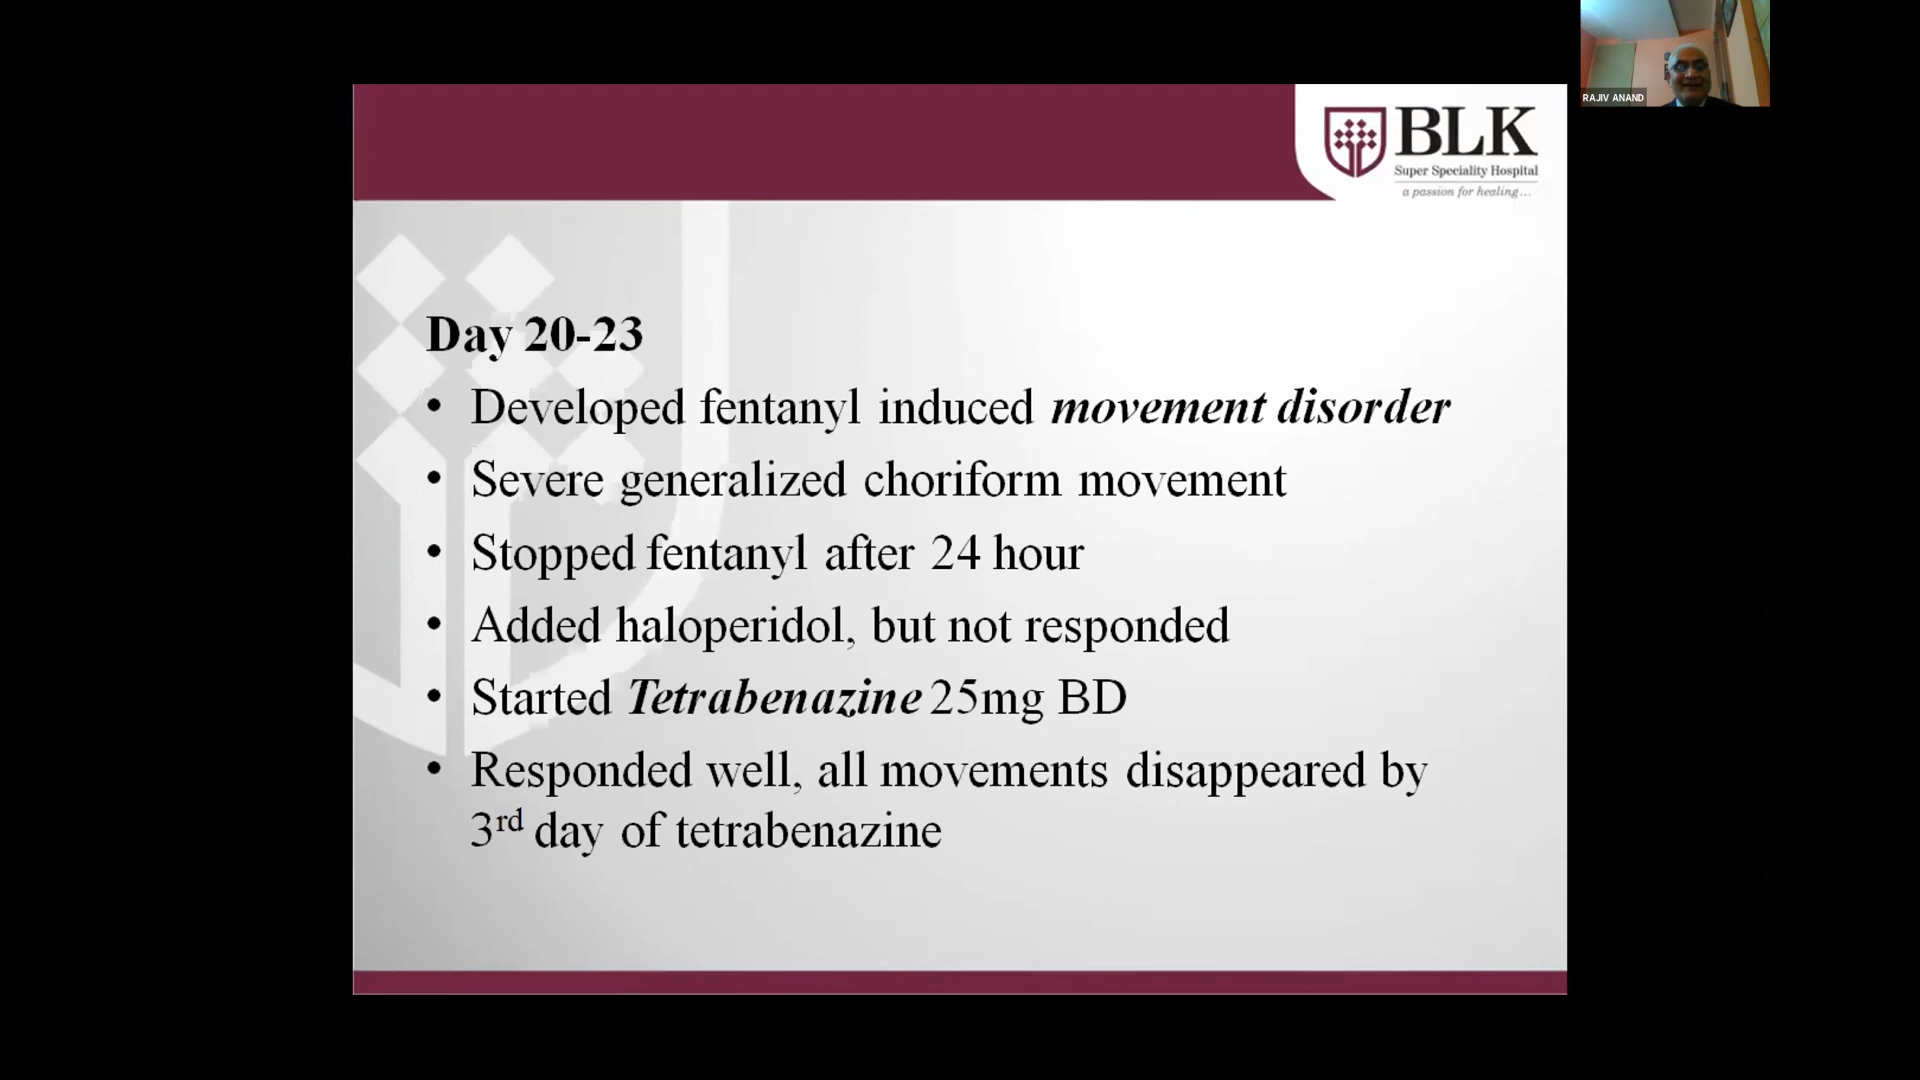 RAJIV ANAND
BLK
Super Speciality Hospital
a passion for healing...
Day 20-23
• Developed fentanyl induced movement disorder
• Severe generalized choriform movement
• Stopped fentanyl after 24 hour
• Added haloperidol, but not responded
• Started Tetrabenazine 25mg BD
• Responded well, all movements disappeared by
3rd day of tetrabenazine